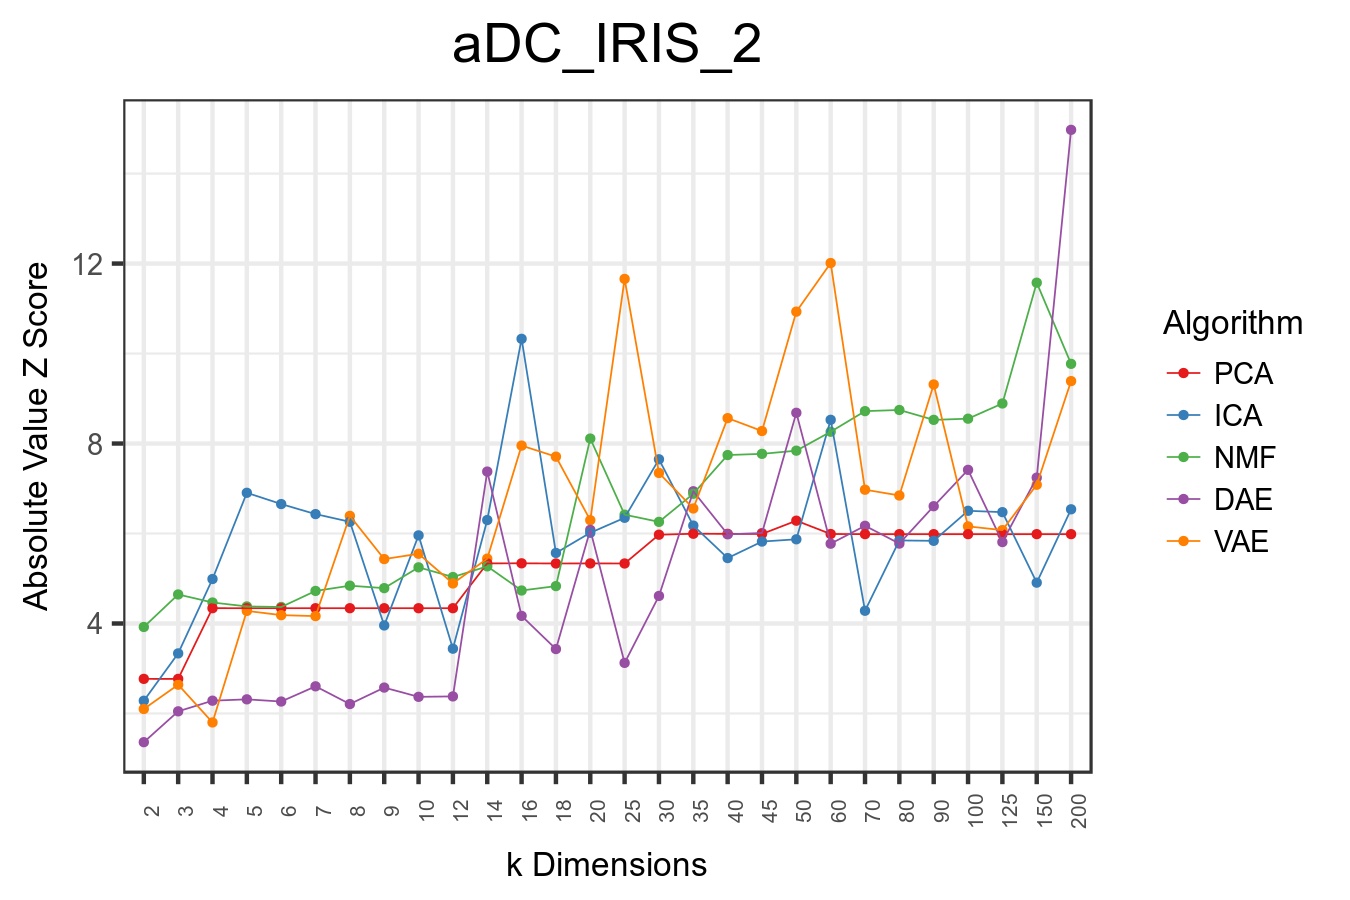 aDC_IRIS_2
Absolute Value Z Score
12
8
4
2 3 4 5 6 7 8 9 10 12 14 16 18 20 25 30 35 40 45 50 60 70 80 90 100 125 150 200
k Dimensions
Algorithm
PCA
ICA
NMF
DAE
VAE